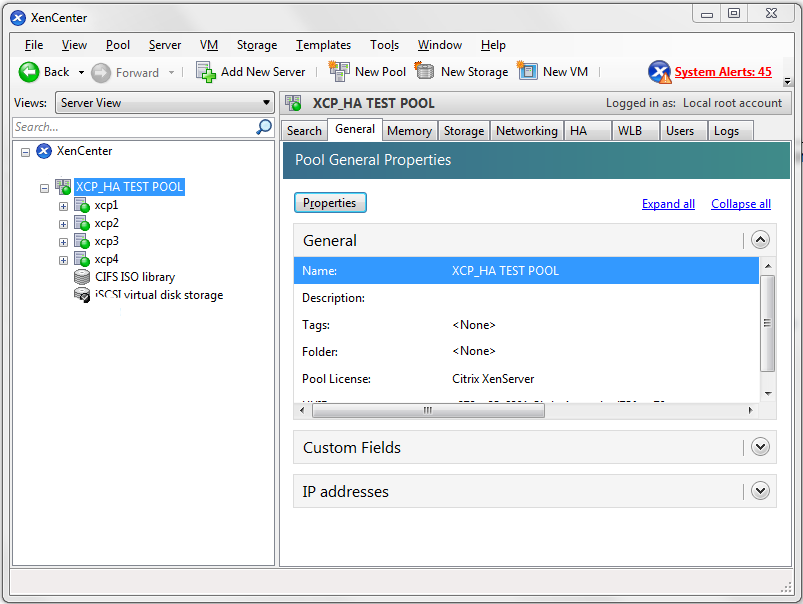 XenCenter
File View Pool Server VM Storage Templates Tools Window Help
Back Forward Add New Server New Pool New Storage New VM System Alerts: 45
Views: Server View
XCP_HA TEST POOL Logged in as: Local root account
Search...
Search General Memory Storage Networking HA WLB Users Logs
XenCenter
XCP_HA TEST POOL
xcp1
xcp2
xcp3
xcp4
CIFS ISO library
iSCSI virtual disk storage
Pool General Properties
Properties Expand all Collapse all
General
Name: XCP_HA TEST POOL
Description:
Tags: <None>
Folder: <None>
Pool License: Citrix XenServer
Custom Fields
IP addresses